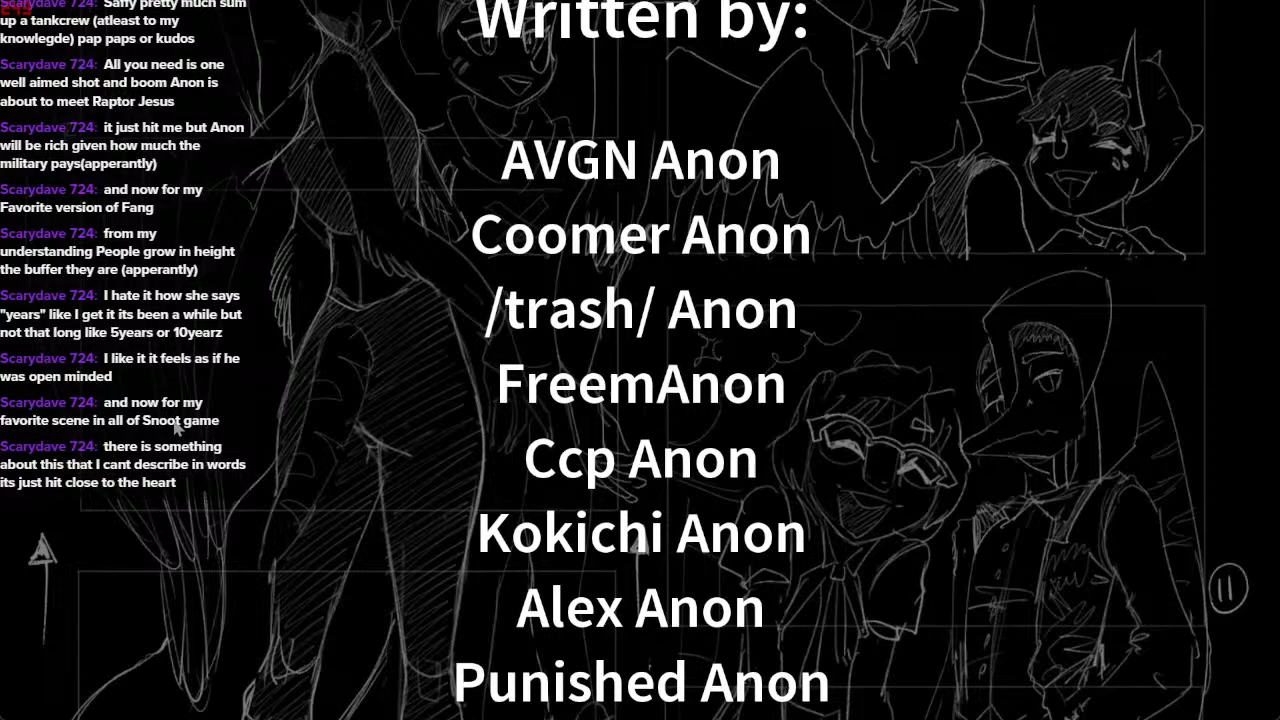 Scarydave 724: Saffy pretty much sum
up a tankcrew (atleast to my
knowlegde) pap paps or kudos
Scarydave 724: All you need is one
well aimed shot and boom Anon is
about to meet Raptor Jesus
Scarydave 724: it just hit me but Anon
will be rich given how much the
military pays(apperantly)
Scarydave 724: and now for my
Favorite version of Fang
Scarydave 724: from my
understanding People grow in height
the buffer they are (apperantly)
Scarydave 724: I hate it how she says
"years" like I get it its been a while but
not that long like 5years or 10yearz
Scarydave 724: I like it it feels as if he
was open minded
Scarydave 724: and now for my
favorite scene in all of Snoot game
Scarydave 724: there is something
about this that I cant describe in words
its just hit close to the heart
Written by:
AVGN Anon
Coomer Anon
/trash/ Anon
FreemAnon
Ccp Anon
Kokichi Anon
Alex Anon
Punished Anon
11